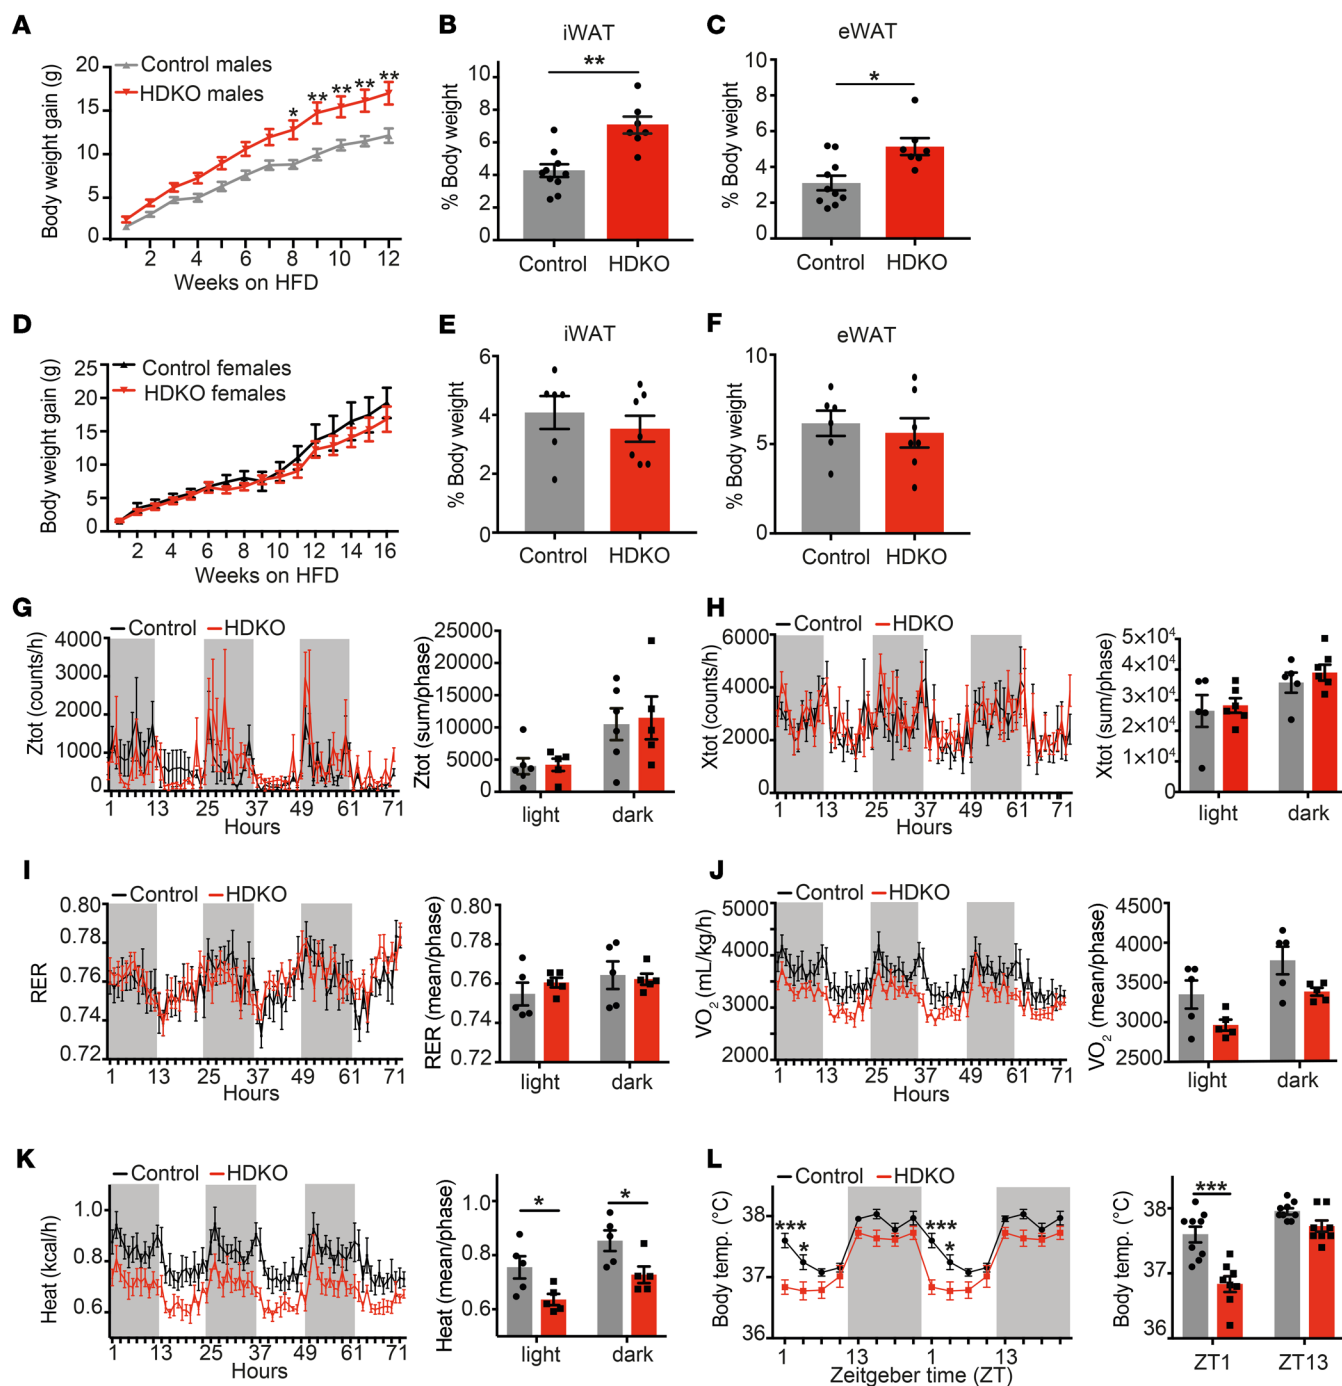 A
Body weight gain (g)
20
15
10
5
0
Control males
HDKO males
* ** ** ** **
2 4 6 8 10 12
Weeks on HFD
B
iWAT
**
% Body weight
10
8
6
4
2
0
Control HDKO
C
eWAT
*
% Body weight
10
8
6
4
2
0
Control HDKO
D
Body weight gain (g)
25
20
15
10
5
0
Control females
HDKO females
2 4 6 8 10 12 14 16
Weeks on HFD
E
iWAT
% Body weight
6
4
2
0
Control HDKO
F
eWAT
% Body weight
10
5
0
Control HDKO
G
Control HDKO
Ztot (counts/h)
4000
3000
2000
1000
0
1 13 25 37 49 61 71
Hours
Ztot (sum/phase)
25000
20000
15000
10000
5000
0
light dark
H
Control HDKO
Xtot (counts/h)
6000
4000
2000
0
1 13 25 37 49 61 71
Hours
Xtot (sum/phase)
5×10⁴
4×10⁴
3×10⁴
2×10⁴
1×10⁴
0
light dark
I
Control HDKO
RER
0.80
0.78
0.76
0.74
0.72
1 13 25 37 49 61 71
Hours
RER (mean/phase)
0.80
0.78
0.76
0.74
0.72
light dark
J
Control HDKO
VO₂ (mL/kg/h)
5000
4000
3000
2000
1 13 25 37 49 61 71
Hours
VO₂ (mean/phase)
4500
4000
3500
3000
2500
light dark
K
Control HDKO
Heat (kcal/h)
1.0
0.8
0.6
1 13 25 37 49 61 71
Hours
Heat (mean/phase)
1.0
0.8
0.6
* *
light dark
L
Control HDKO
Body temp. (°C)
38
37
36
*** * *** *
1 13 1 13
Zeitgeber time (ZT)
Body temp. (°C)
38
37
36
***
ZT1 ZT13